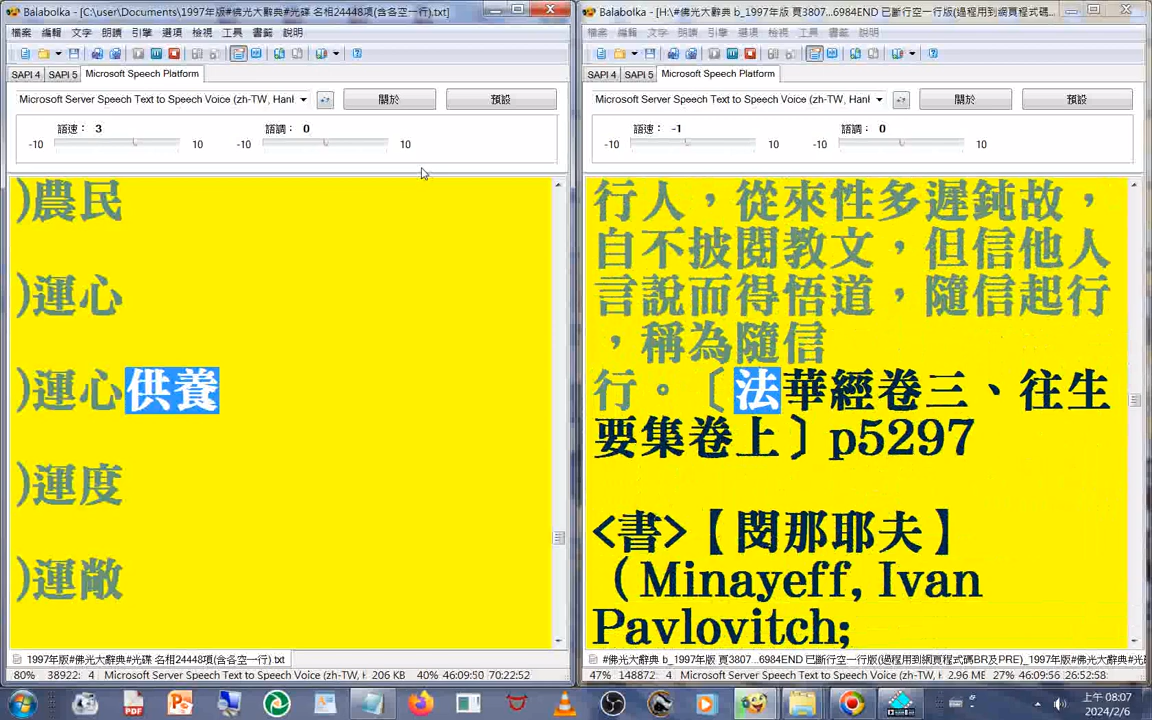 Balabolka - [C:\user\Documents\1997年版#佛光大辭典#光碟 名相24448項(含各空一行).txt]
檔案 編輯 文字 朗讀 引擎 選項 檢視 工具 書籤 說明
SAPI 4 SAPI 5 Microsoft Speech Platform
Microsoft Server Speech Text to Speech Voice (zh-TW, Hanl
關於
預設
語速： 3
語調： 0
-10 10 -10 10
)農民
)運心
)運心供養
)運度
)運敞
1997年版#佛光大辭典#光碟 名相24448項(含各空一行).txt
80% 38922: 4 Microsoft Server Speech Text to Speech Voice (zh-TW, H 206 KB 40% 46:09:50 70:22:52
Balabolka - [H:\#佛光大辭典 b_1997年版 頁3807...6984END 已斷行空一行版(過程用到網頁程式碼...
檔案 編輯 文字 朗讀 引擎 選項 檢視 工具 書籤 說明
SAPI 4 SAPI 5 Microsoft Speech Platform
Microsoft Server Speech Text to Speech Voice (zh-TW, Hanl
關於
預設
語速： -1
語調： 0
-10 10 -10 10
行人，從來性多遲鈍故，
自不披閱教文，但信他人
言說而得悟道，隨信起行
，稱為隨信
行。〔法華經卷三、往生
要集卷上〕p5297
<書>【閔那耶夫】
（Minayeff, Ivan
Pavlovitch;
#佛光大辭典 b_1997年版 頁3807...6984END 已斷行空一行版(過程用到網頁程式碼BR及PRE)_1997年版#佛光
47% 148872: 4 Microsoft Server Speech Text to Speech Voice (zh-TW, H 2.96 ME 27% 46:09:56 26:52:58
上午 08:07
2024/2/6